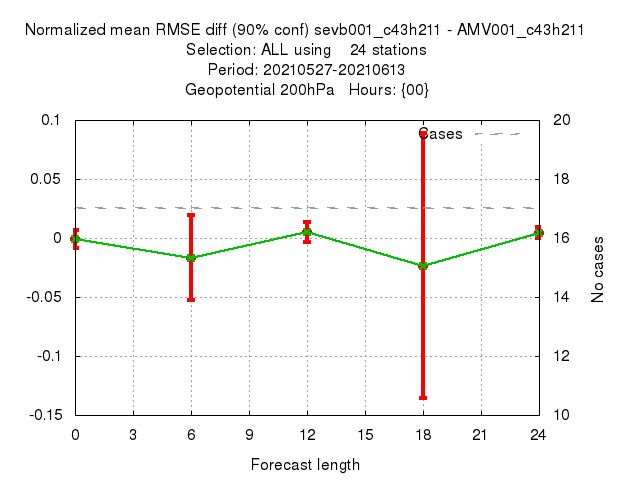 Normalized mean RMSE diff (90% conf) sevb001_c43h211 - AMV001_c43h211
Selection: ALL using    24 stations
Period: 20210527-20210613
Geopotential 200hPa   Hours: {00}
0.1
0.05
0
-0.05
-0.1
-0.15
20
18
16
14
12
10
Cases
No cases
0 3 6 9 12 15 18 21 24
Forecast length